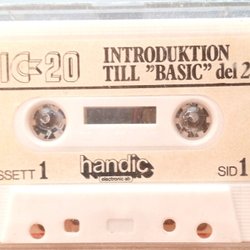 IC-20 INTRODUKTION
TILL "BASIC" del 2
SSETT 1 handic SID 1
electronic ab